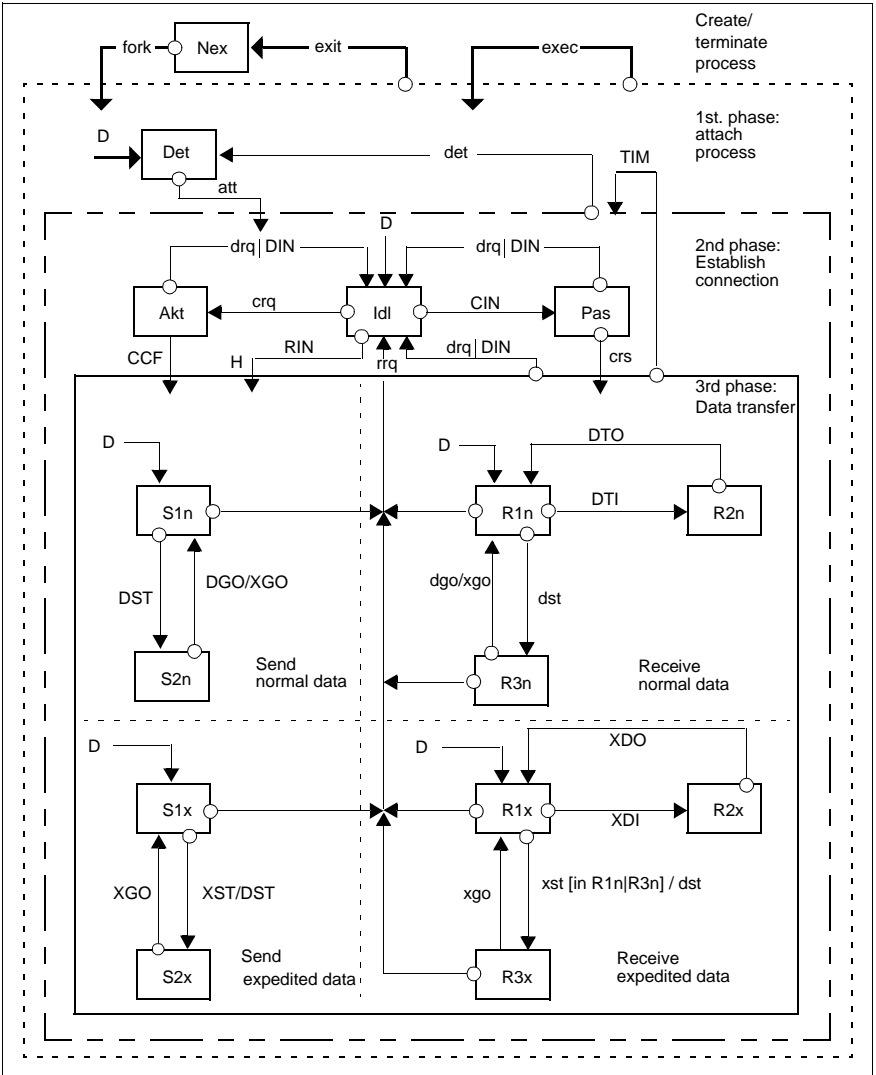 Create/
terminate
process
fork
Nex
exit
exec
1st. phase:
attach
process
D
Det
det
TIM
att
D
2nd phase:
Establish
connection
drq|DIN
drq|DIN
Akt
crq
Idl
CIN
Pas
CCF
H
RIN
rrq
drq|DIN
crs
3rd phase:
Data transfer
D
D
DTO
S1n
R1n
DTI
R2n
DST
DGO/XGO
dgo/xgo
dst
S2n
Send
normal data
R3n
Receive
normal data
D
D
XDO
S1x
R1x
XDI
R2x
XGO
XST/DST
xgo
xst [in R1n|R3n] / dst
S2x
Send
expedited data
R3x
Receive
expedited data